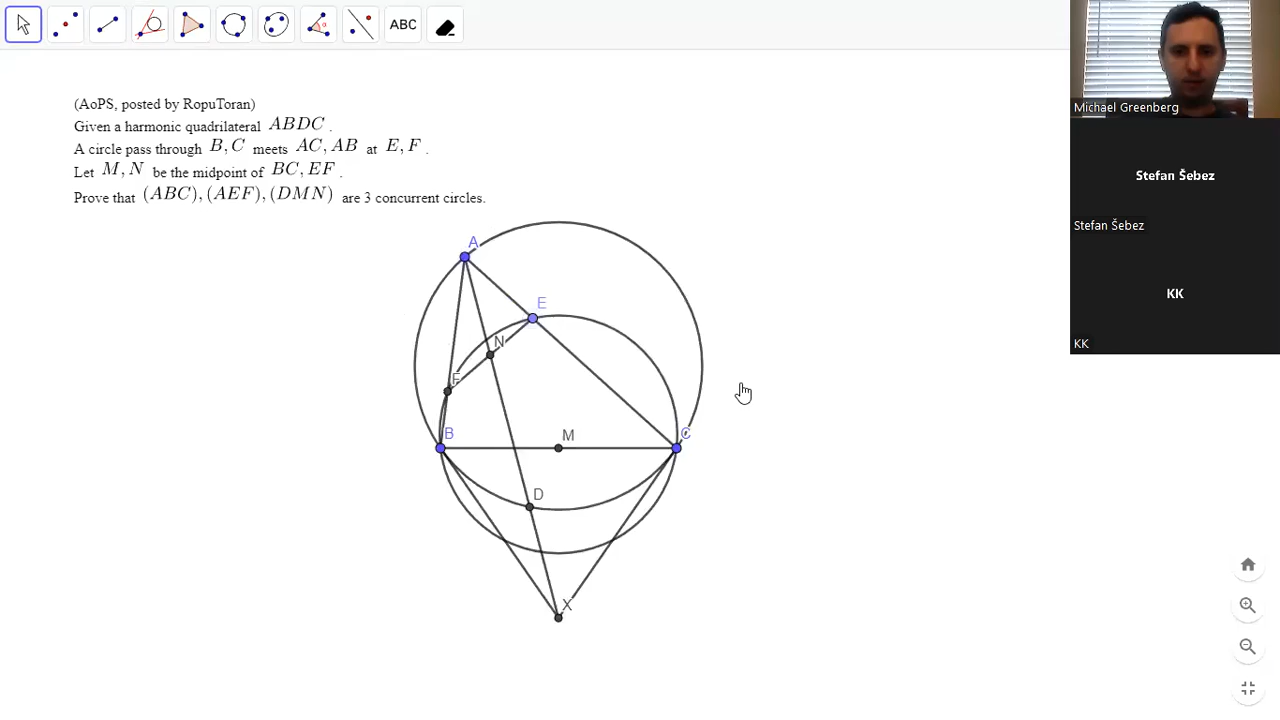 ABC
(AoPS, posted by RopuToran)
Given a harmonic quadrilateral ABDC .
A circle pass through B, C meets AC, AB at E, F .
Let M, N be the midpoint of BC, EF .
Prove that (ABC), (AEF), (DMN) are 3 concurrent circles.
A
E
N
F
B
M
C
D
X
Michael Greenberg
Stefan Šebez
Stefan Šebez
KK
KK